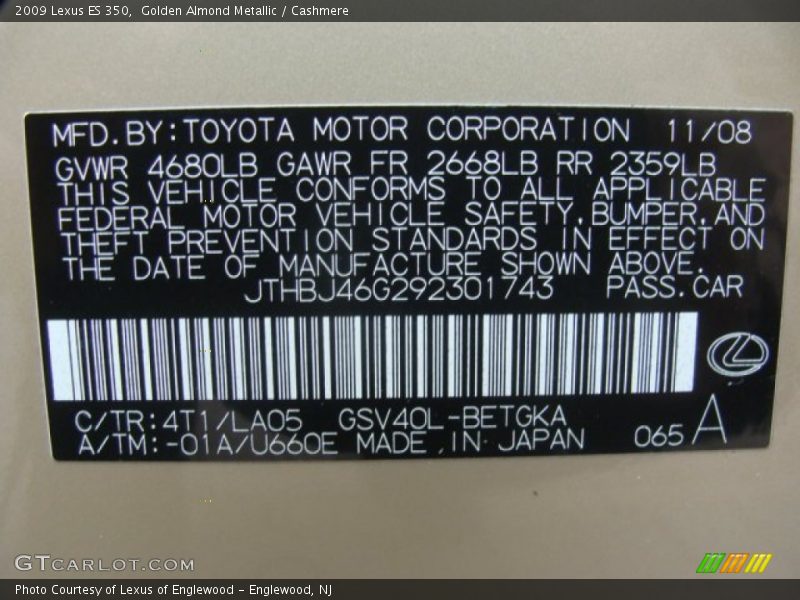 2009 Lexus ES 350,  Golden Almond Metallic / Cashmere
MFD.BY:TOYOTA MOTOR CORPORATION 11/08
GVWR 4680LB GAWR FR 2668LB RR 2359LB
THIS VEHICLE CONFORMS TO ALL APPLICABLE
FEDERAL MOTOR VEHICLE SAFETY,BUMPER,AND
THEFT PREVENTION STANDARDS IN EFFECT ON
THE DATE OF MANUFACTURE SHOWN ABOVE.
JTHBJ46G292301743 PASS.CAR
C/TR:4T1/LA05 GSV40L-BETGKA
A/TM:-01A/U660E MADE IN JAPAN 065 A
GTCARLOT.COM
Photo Courtesy of Lexus of Englewood – Englewood, NJ